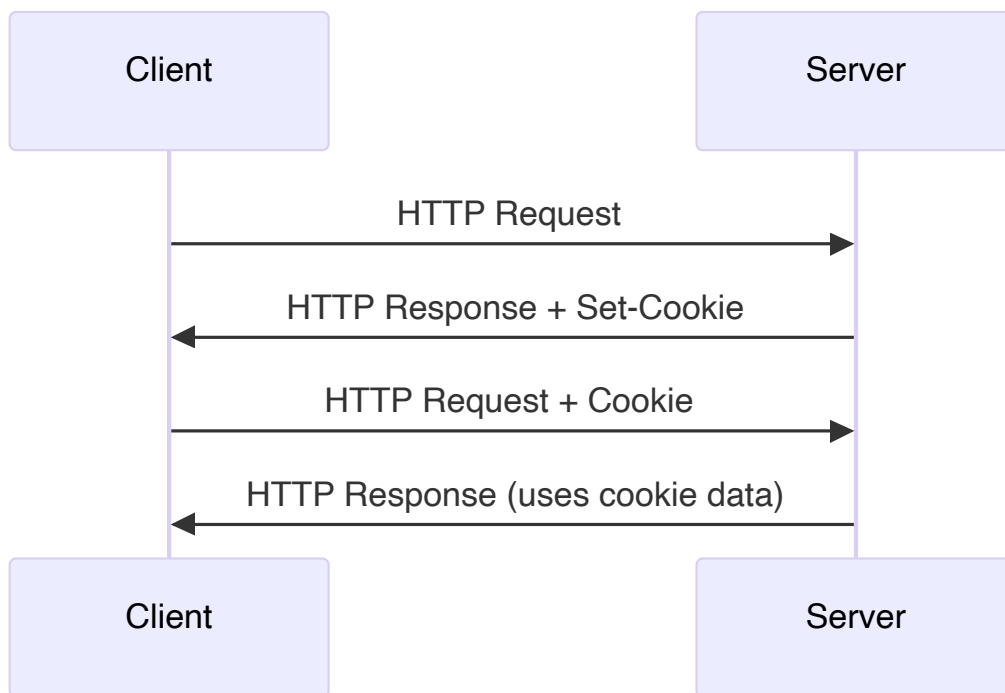 Client
Server
HTTP Request
HTTP Response + Set-Cookie
HTTP Request + Cookie
HTTP Response (uses cookie data)
Client
Server